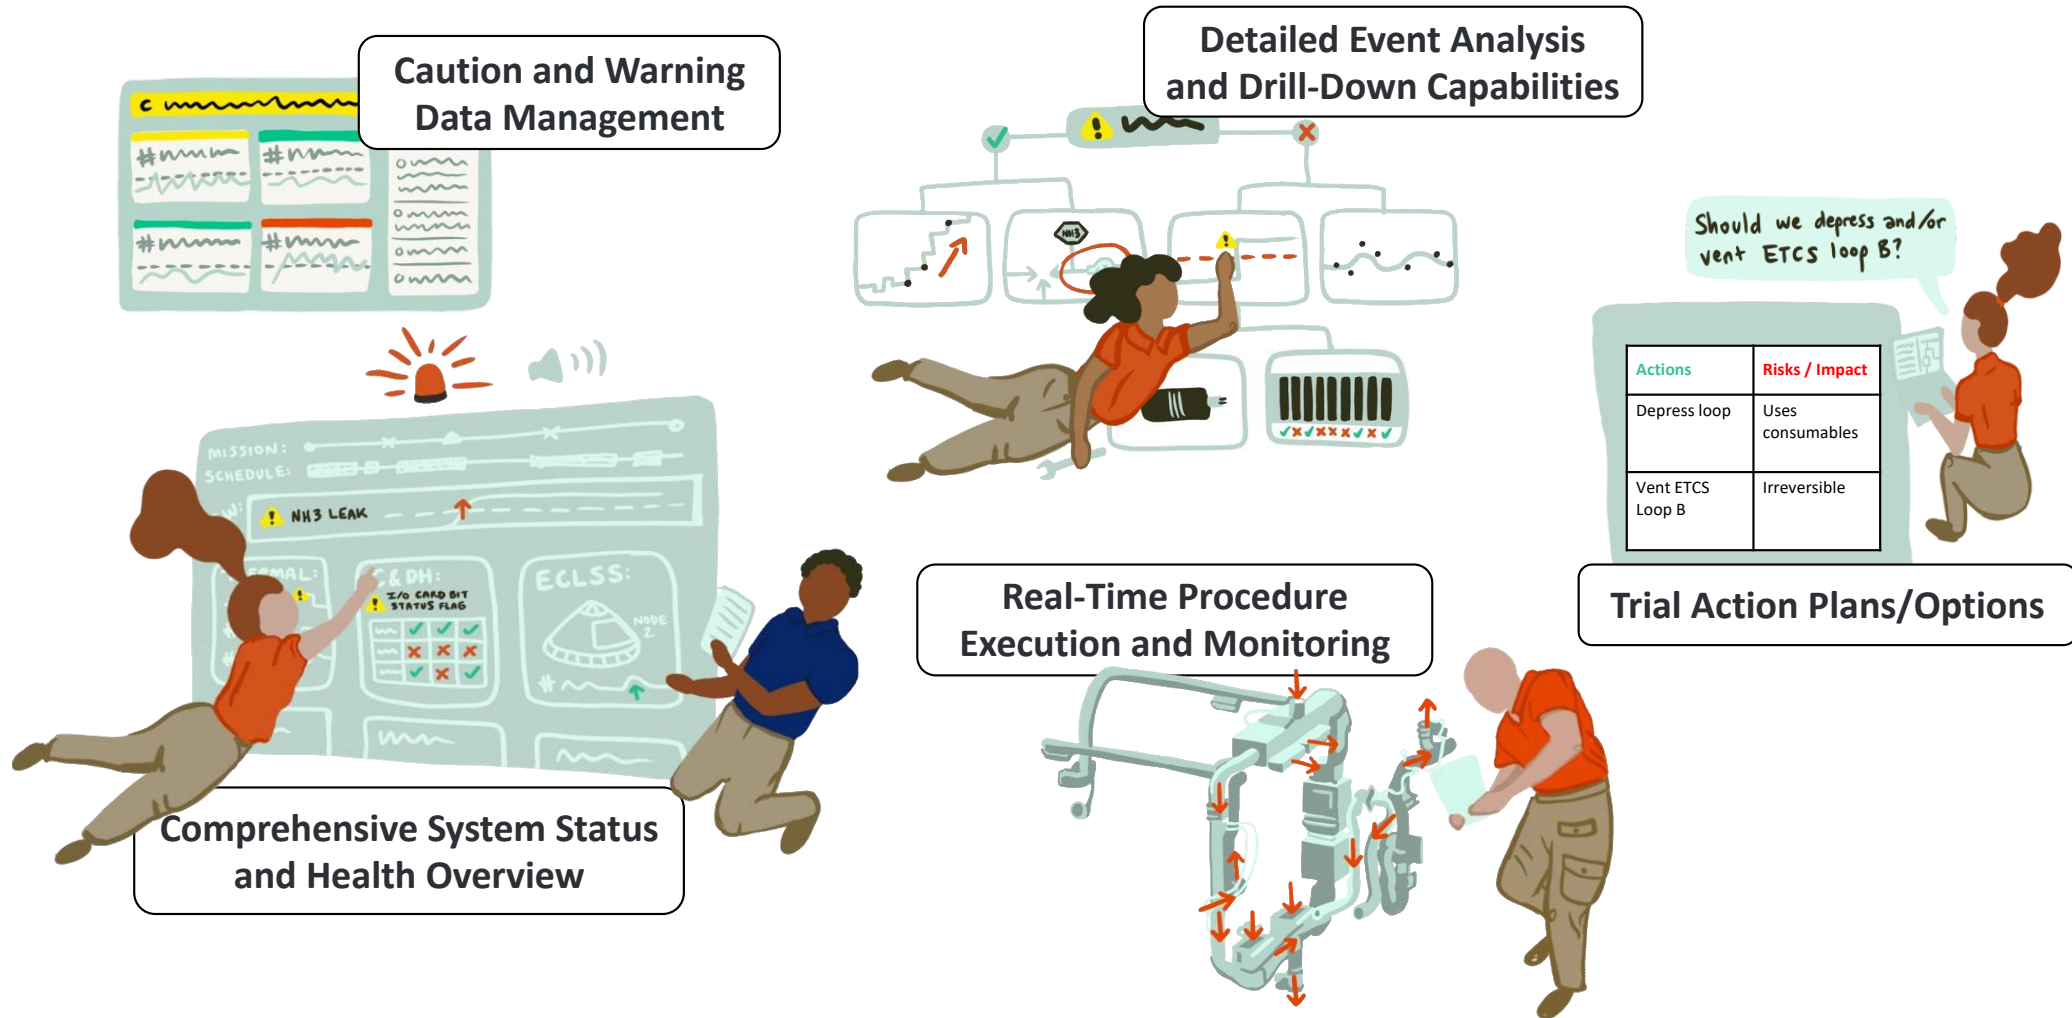 Caution and Warning
Data Management
C
#
#
#
#
Detailed Event Analysis
and Drill-Down Capabilities
!
NH3
!
Should we depress and/or
vent ETCS loop B?
Actions
Risks / Impact
Depress loop
Uses
consumables
Vent ETCS
Loop B
Irreversible
Trial Action Plans/Options
MISSION:
SCHEDULE:
W:
! NH3 LEAK
C&DH:
! I/O CARD BIT
STATUS FLAG
ECLSS:
NODE
2
#
Comprehensive System Status
and Health Overview
Real-Time Procedure
Execution and Monitoring